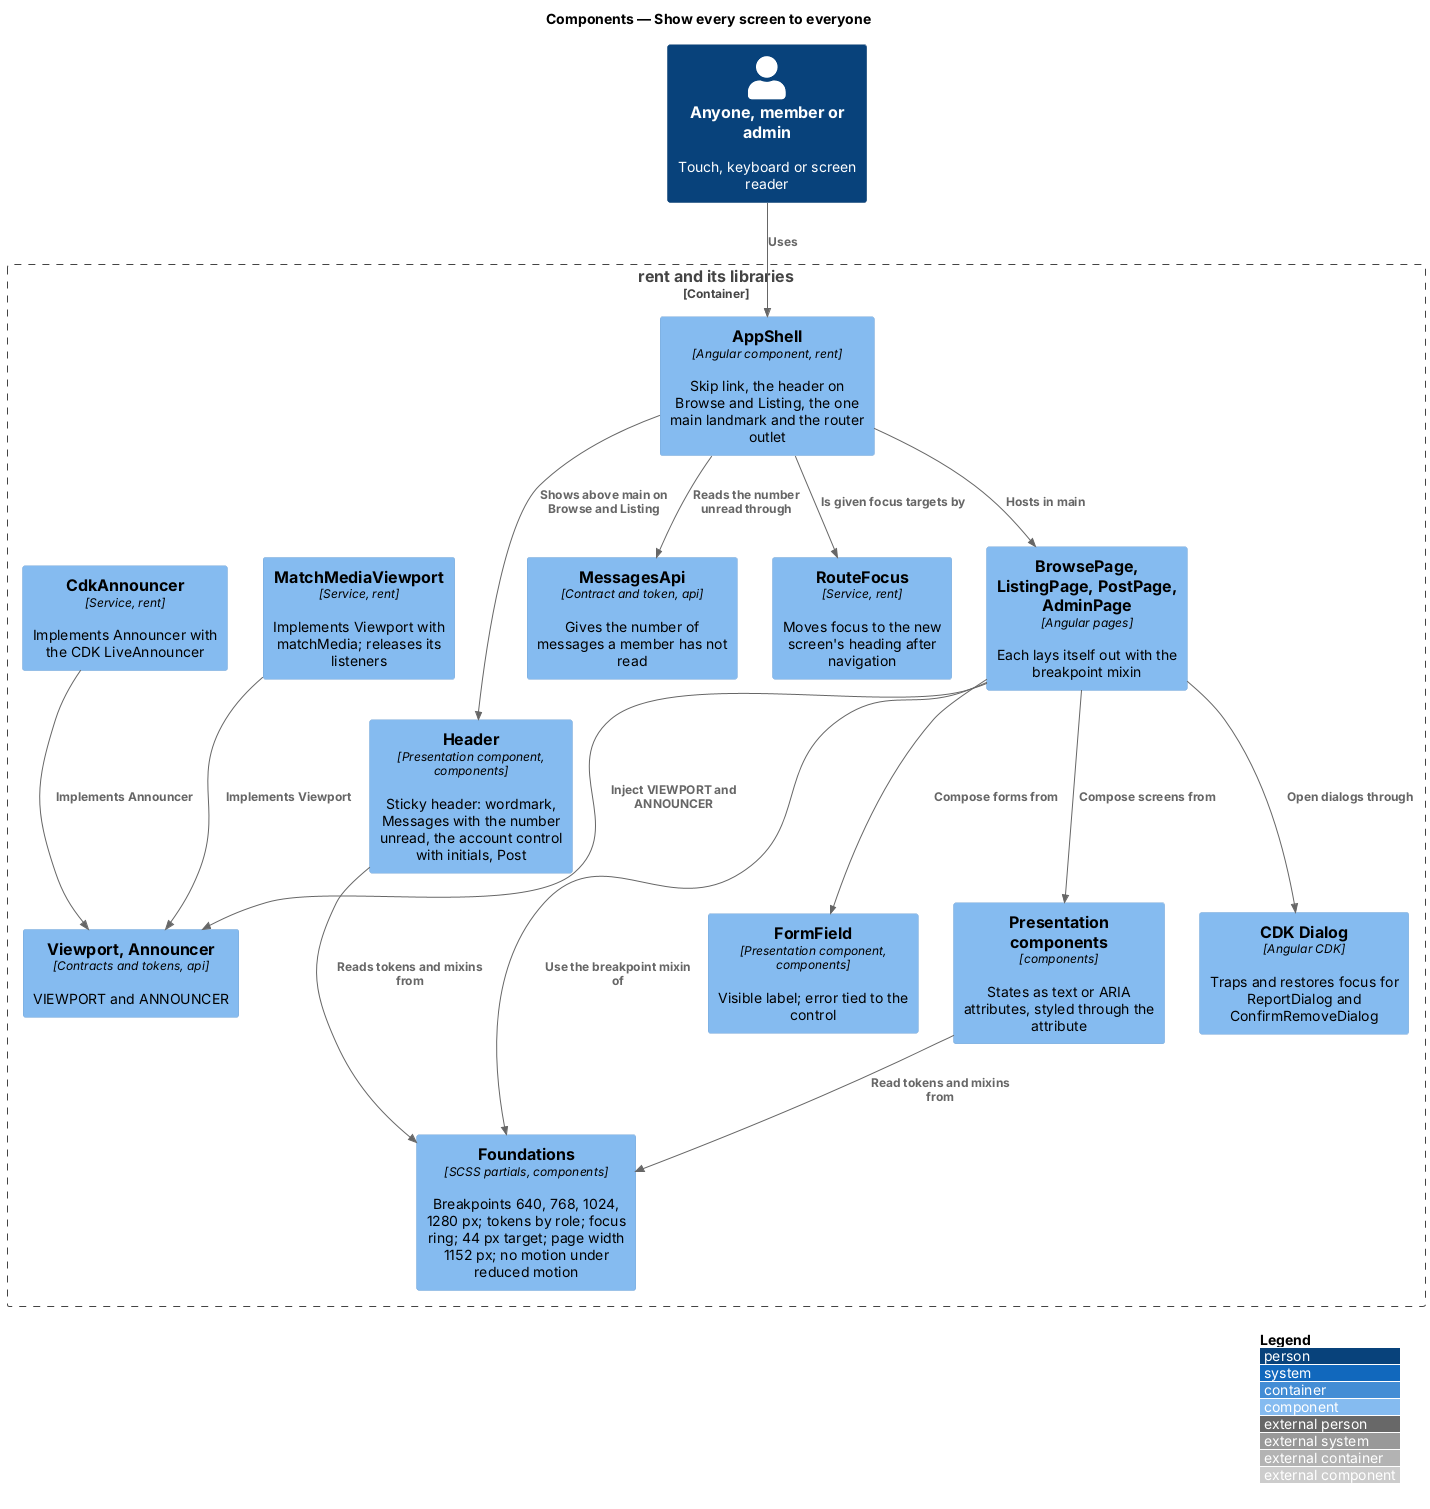 Components — Show every screen to everyone
Anyone, member or
admin
Touch, keyboard or screen
reader
Uses
rent and its libraries
[Container]
AppShell
[Angular component, rent]
Skip link, the header on
Browse and Listing, the one
main landmark and the router
outlet
Shows above main on
Browse and Listing
Reads the number
unread through
Is given focus targets by
Hosts in main
CdkAnnouncer
[Service, rent]
Implements Announcer with
the CDK LiveAnnouncer
MatchMediaViewport
[Service, rent]
Implements Viewport with
matchMedia; releases its
listeners
MessagesApi
[Contract and token, api]
Gives the number of
messages a member has not
read
RouteFocus
[Service, rent]
Moves focus to the new
screen's heading after
navigation
BrowsePage,
ListingPage, PostPage,
AdminPage
[Angular pages]
Each lays itself out with the
breakpoint mixin
Header
[Presentation component,
components]
Sticky header: wordmark,
Messages with the number
unread, the account control
with initials, Post
Implements Announcer
Implements Viewport
Inject VIEWPORT and
ANNOUNCER
Compose forms from
Compose screens from
Open dialogs through
Viewport, Announcer
[Contracts and tokens, api]
VIEWPORT and ANNOUNCER
Reads tokens and mixins
from
Use the breakpoint mixin
of
FormField
[Presentation component,
components]
Visible label; error tied to the
control
Presentation
components
[components]
States as text or ARIA
attributes, styled through the
attribute
CDK Dialog
[Angular CDK]
Traps and restores focus for
ReportDialog and
ConfirmRemoveDialog
Read tokens and mixins
from
Foundations
[SCSS partials, components]
Breakpoints 640, 768, 1024,
1280 px; tokens by role; focus
ring; 44 px target; page width
1152 px; no motion under
reduced motion
Legend
person
system
container
component
external person
external system
external container
external component